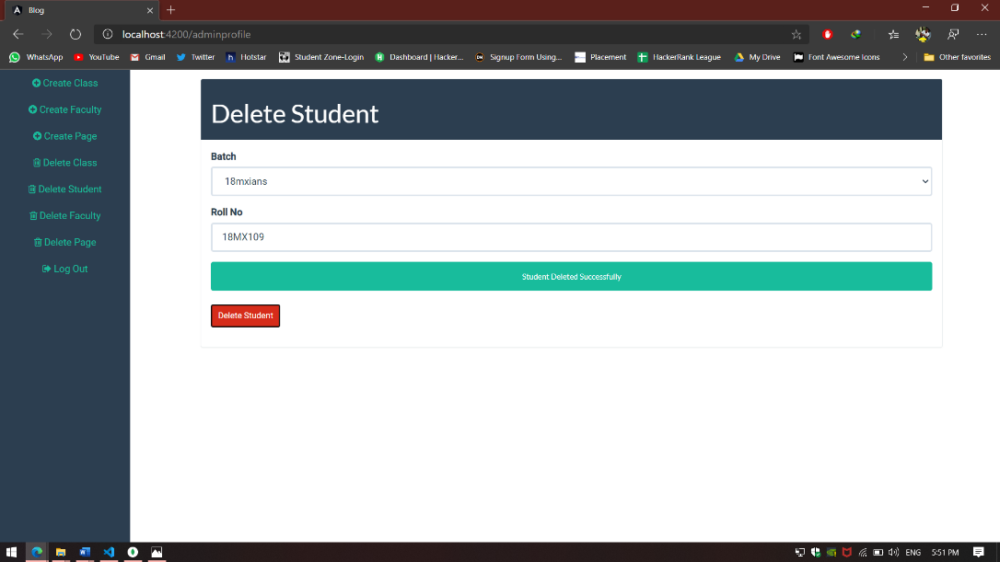 Blog
localhost:4200/adminprofile
WhatsApp YouTube Gmail Twitter h Hotstar Student Zone-Login Dashboard | Hacker... Signup Form Using... Placement HackerRank League My Drive Font Awesome Icons Other favorites
Create Class
Create Faculty
Create Page
Delete Class
Delete Student
Delete Faculty
Delete Page
Log Out
Delete Student
Batch
18mxians
Roll No
18MX109
Student Deleted Successfully
Delete Student
ENG 5:51 PM